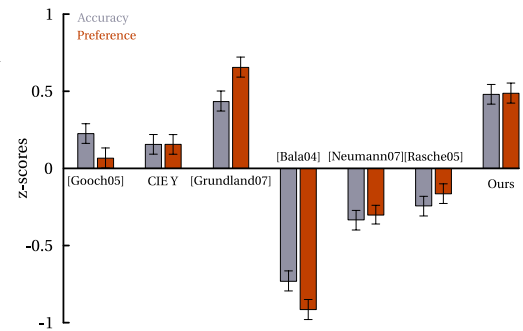 1
Accuracy
Preference
0.5
z-scores
[Bala04] [Neumann07][Rasche05]
0
[Gooch05] CIE Y [Grundland07] Ours
-0.5
-1